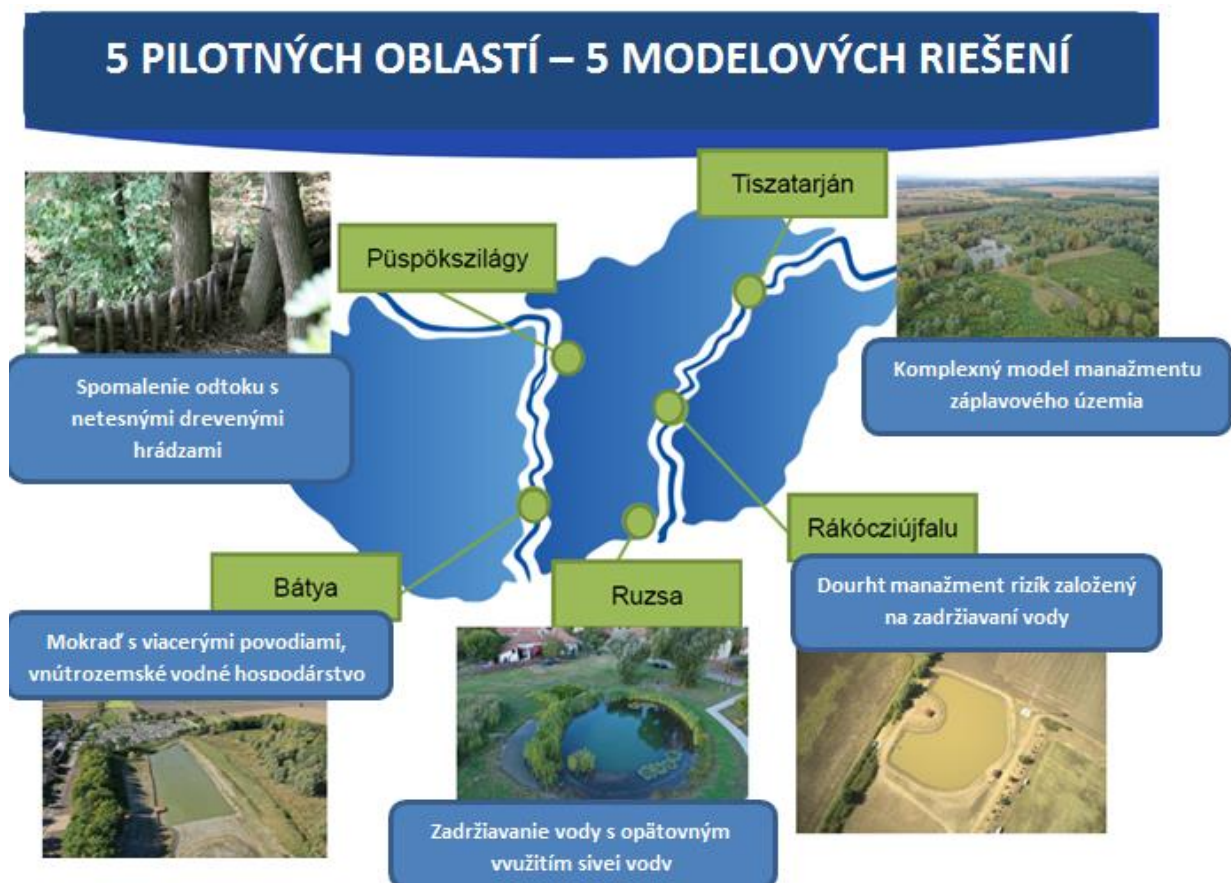 5 PILOTNÝCH OBLASTÍ – 5 MODELOVÝCH RIEŠENÍ
Tiszatarján
Püspökszilágy
Spomalenie odtoku s
netesnými drevenými
hrádzami
Komplexný model manažmentu
záplavového územia
Rákócziújfalu
Dourht manažment rizík založený
na zadržiavaní vody
Bátya
Mokraď s viacerými povodiami,
vnútrozemské vodné hospodárstvo
Ruzsa
Zadržiavanie vody s opätovným
využitím sivej vody